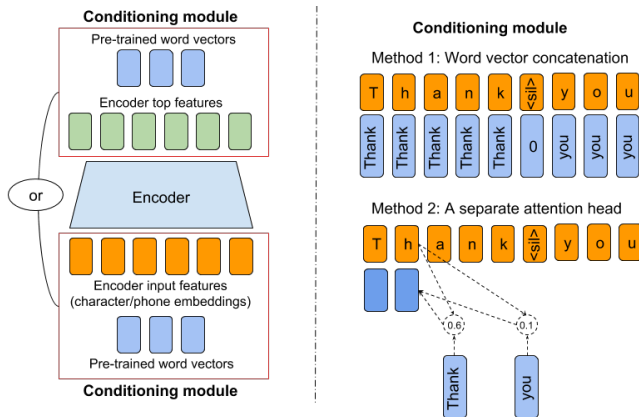 Conditioning module
Pre-trained word vectors
Encoder top features
or
Encoder
Encoder input features
(character/phone embeddings)
Pre-trained word vectors
Conditioning module
Conditioning module
Method 1: Word vector concatenation
T h a n k <sil> y o u
Thank Thank Thank Thank Thank 0 you you you
Method 2: A separate attention head
T h a n k <sil> y o u
0.6 0.1
Thank you